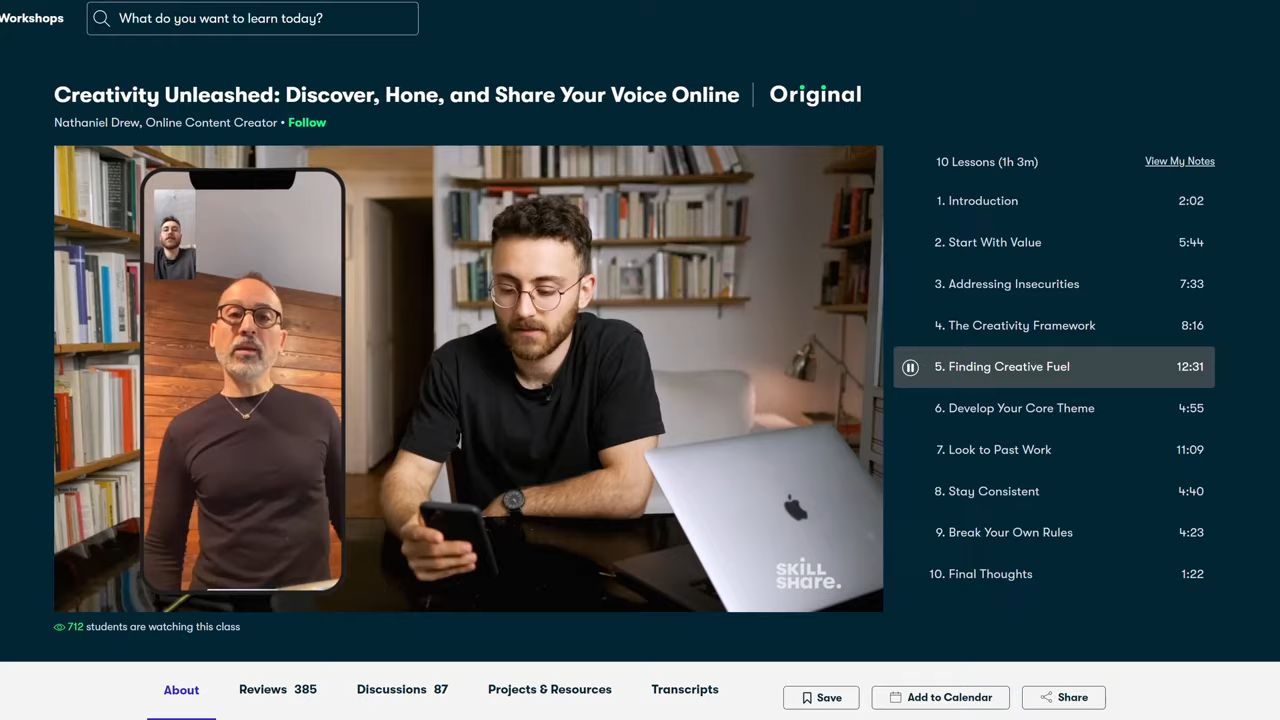 Workshops
What do you want to learn today?
Creativity Unleashed: Discover, Hone, and Share Your Voice Online
Original
Nathaniel Drew, Online Content Creator • Follow
10 Lessons (1h 3m)
View My Notes
1. Introduction 2:02
2. Start With Value 5:44
3. Addressing Insecurities 7:33
4. The Creativity Framework 8:16
5. Finding Creative Fuel 12:31
6. Develop Your Core Theme 4:55
7. Look to Past Work 11:09
8. Stay Consistent 4:40
9. Break Your Own Rules 4:23
10. Final Thoughts 1:22
SKILL
SHARE.
712 students are watching this class
About
Reviews 385
Discussions 87
Projects & Resources
Transcripts
Save
Add to Calendar
Share